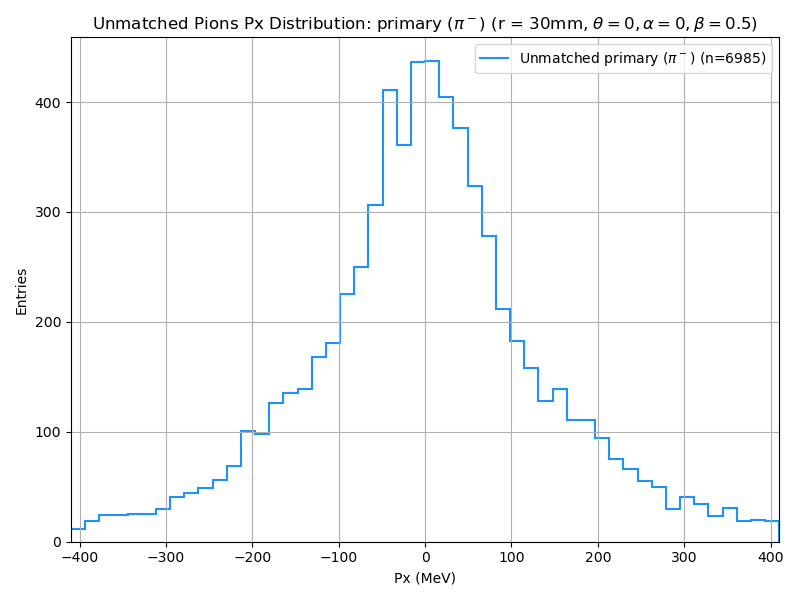 Unmatched Pions Px Distribution: primary (π⁻) (r = 30mm, θ = 0, α = 0, β = 0.5)
Unmatched primary (π⁻) (n=6985)
400
300
200
100
0
Entries
−400 −300 −200 −100 0 100 200 300 400
Px (MeV)